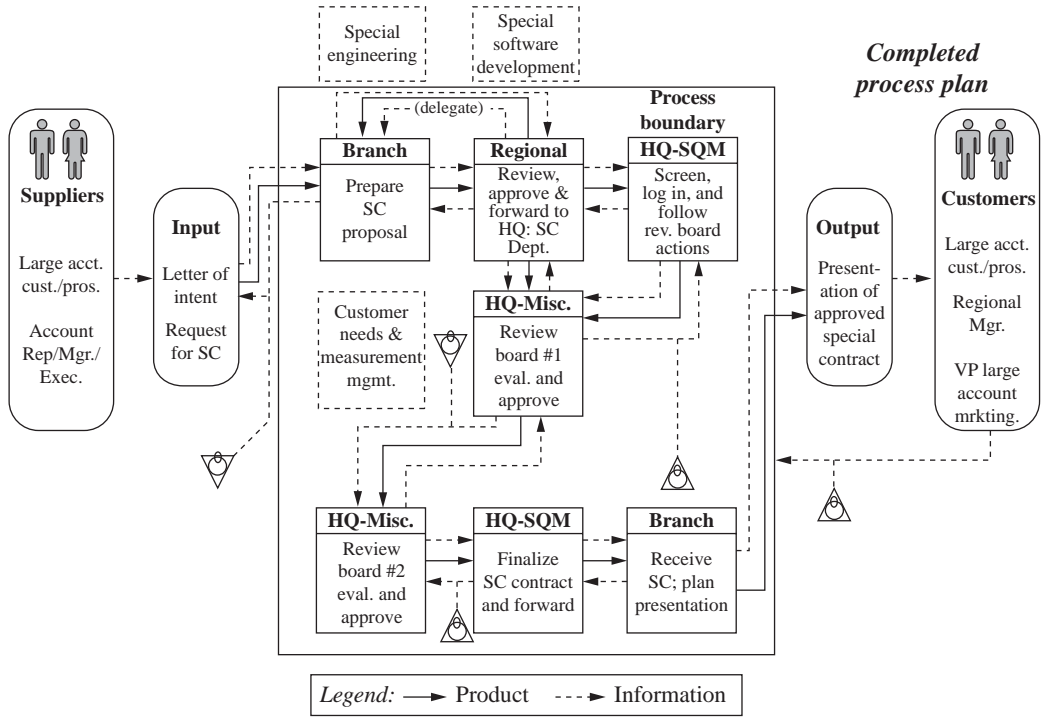 Special
engineering
Special
software
development
Completed
process plan
Process
boundary
(delegate)
Suppliers
Large acct.
cust./pros.
Account
Rep/Mgr./
Exec.
Input
Letter of
intent
Request
for SC
Branch
Prepare
SC
proposal
Regional
Review,
approve &
forward to
HQ: SC
Dept.
HQ-SQM
Screen,
log in, and
follow
rev. board
actions
Output
Present-
ation of
approved
special
contract
Customers
Large acct.
cust./pros.
Regional
Mgr.
VP large
account
mrkting.
Customer
needs &
measurement
mgmt.
HQ-Misc.
Review
board #1
eval. and
approve
HQ-Misc.
Review
board #2
eval. and
approve
HQ-SQM
Finalize
SC contract
and forward
Branch
Receive
SC; plan
presentation
Legend: Product Information